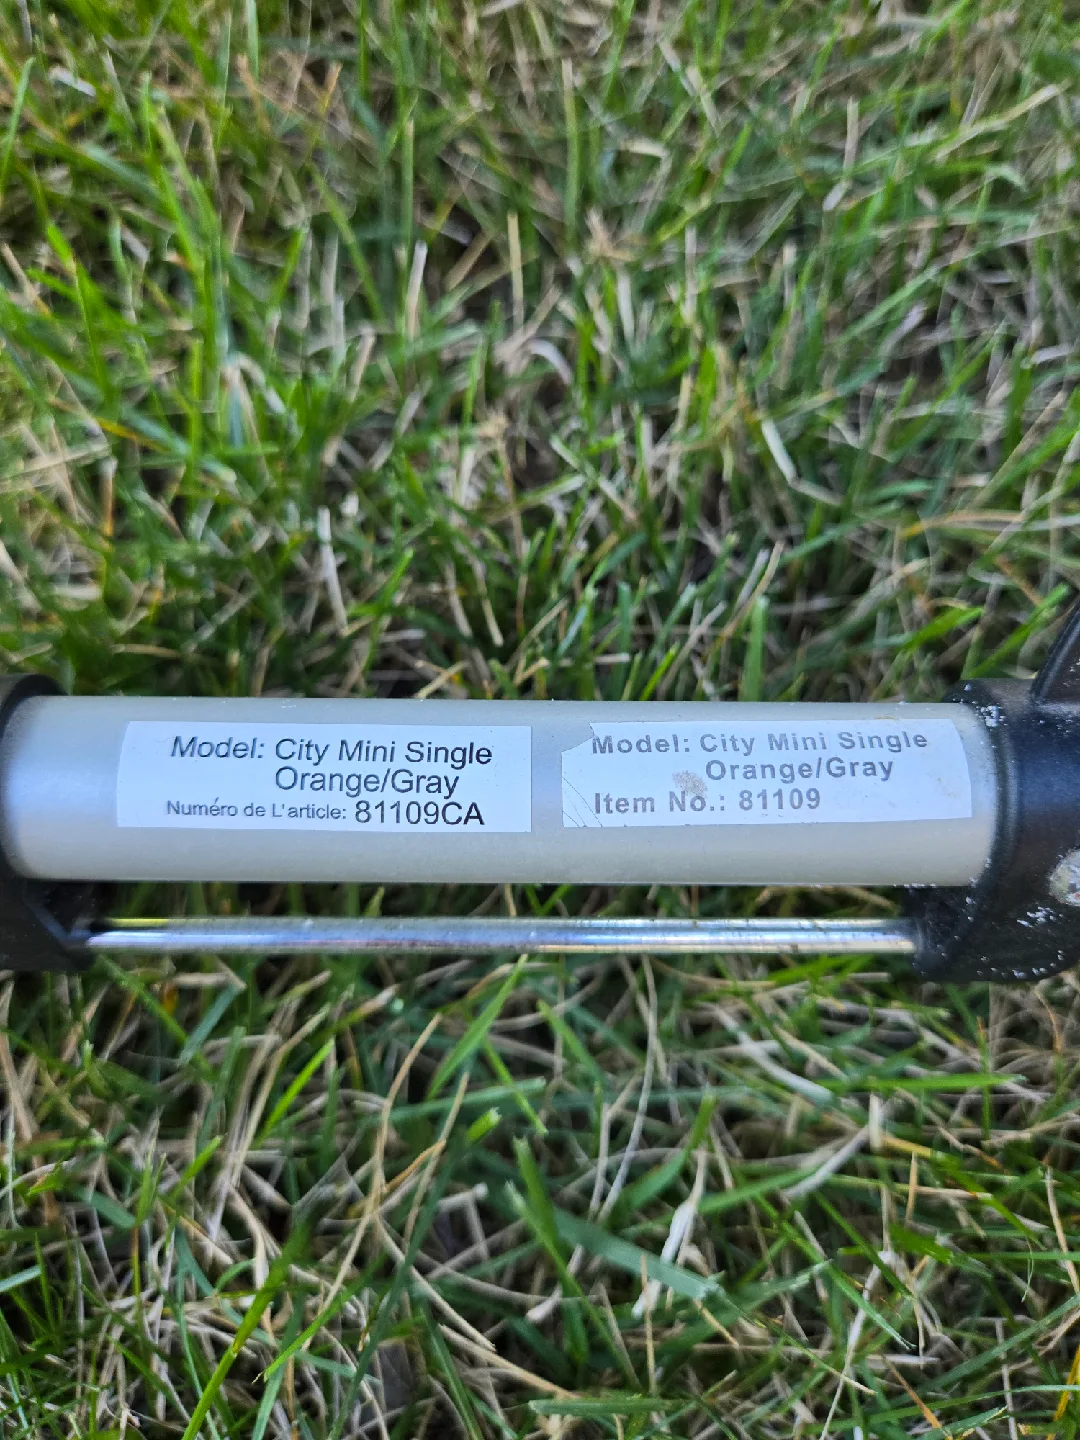 Model: City Mini Single
Orange/Gray
Numéro de L'article: 81109CA
Model: City Mini Single
Orange/Gray
Item No.: 81109